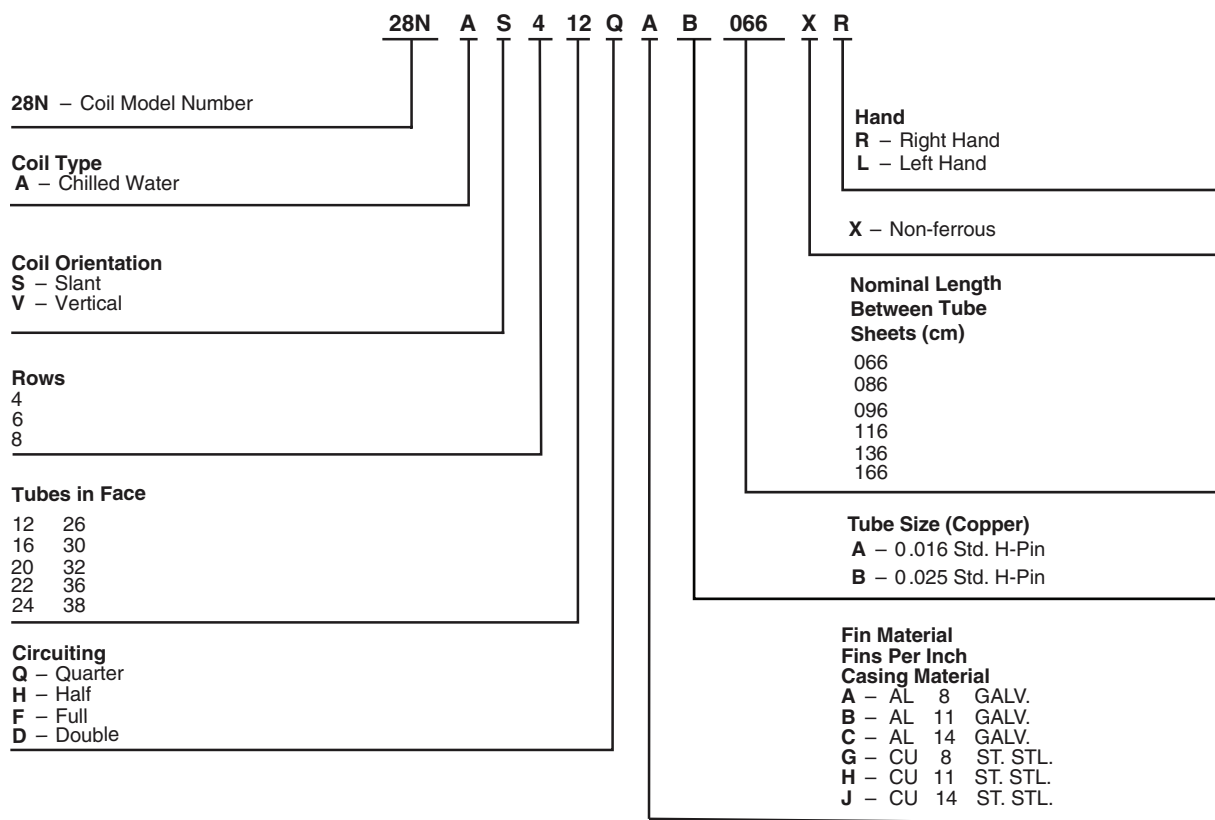 28N A S 4 12 Q A B 066 X R
28N – Coil Model Number
Coil Type
A – Chilled Water
Coil Orientation
S – Slant
V – Vertical
Rows
4
6
8
Tubes in Face
12 26
16 30
20 32
22 36
24 38
Circuiting
Q – Quarter
H – Half
F – Full
D – Double
Hand
R – Right Hand
L – Left Hand
X – Non-ferrous
Nominal Length
Between Tube
Sheets (cm)
066
086
096
116
136
166
Tube Size (Copper)
A – 0.016 Std. H-Pin
B – 0.025 Std. H-Pin
Fin Material
Fins Per Inch
Casing Material
A – AL 8 GALV.
B – AL 11 GALV.
C – AL 14 GALV.
G – CU 8 ST. STL.
H – CU 11 ST. STL.
J – CU 14 ST. STL.